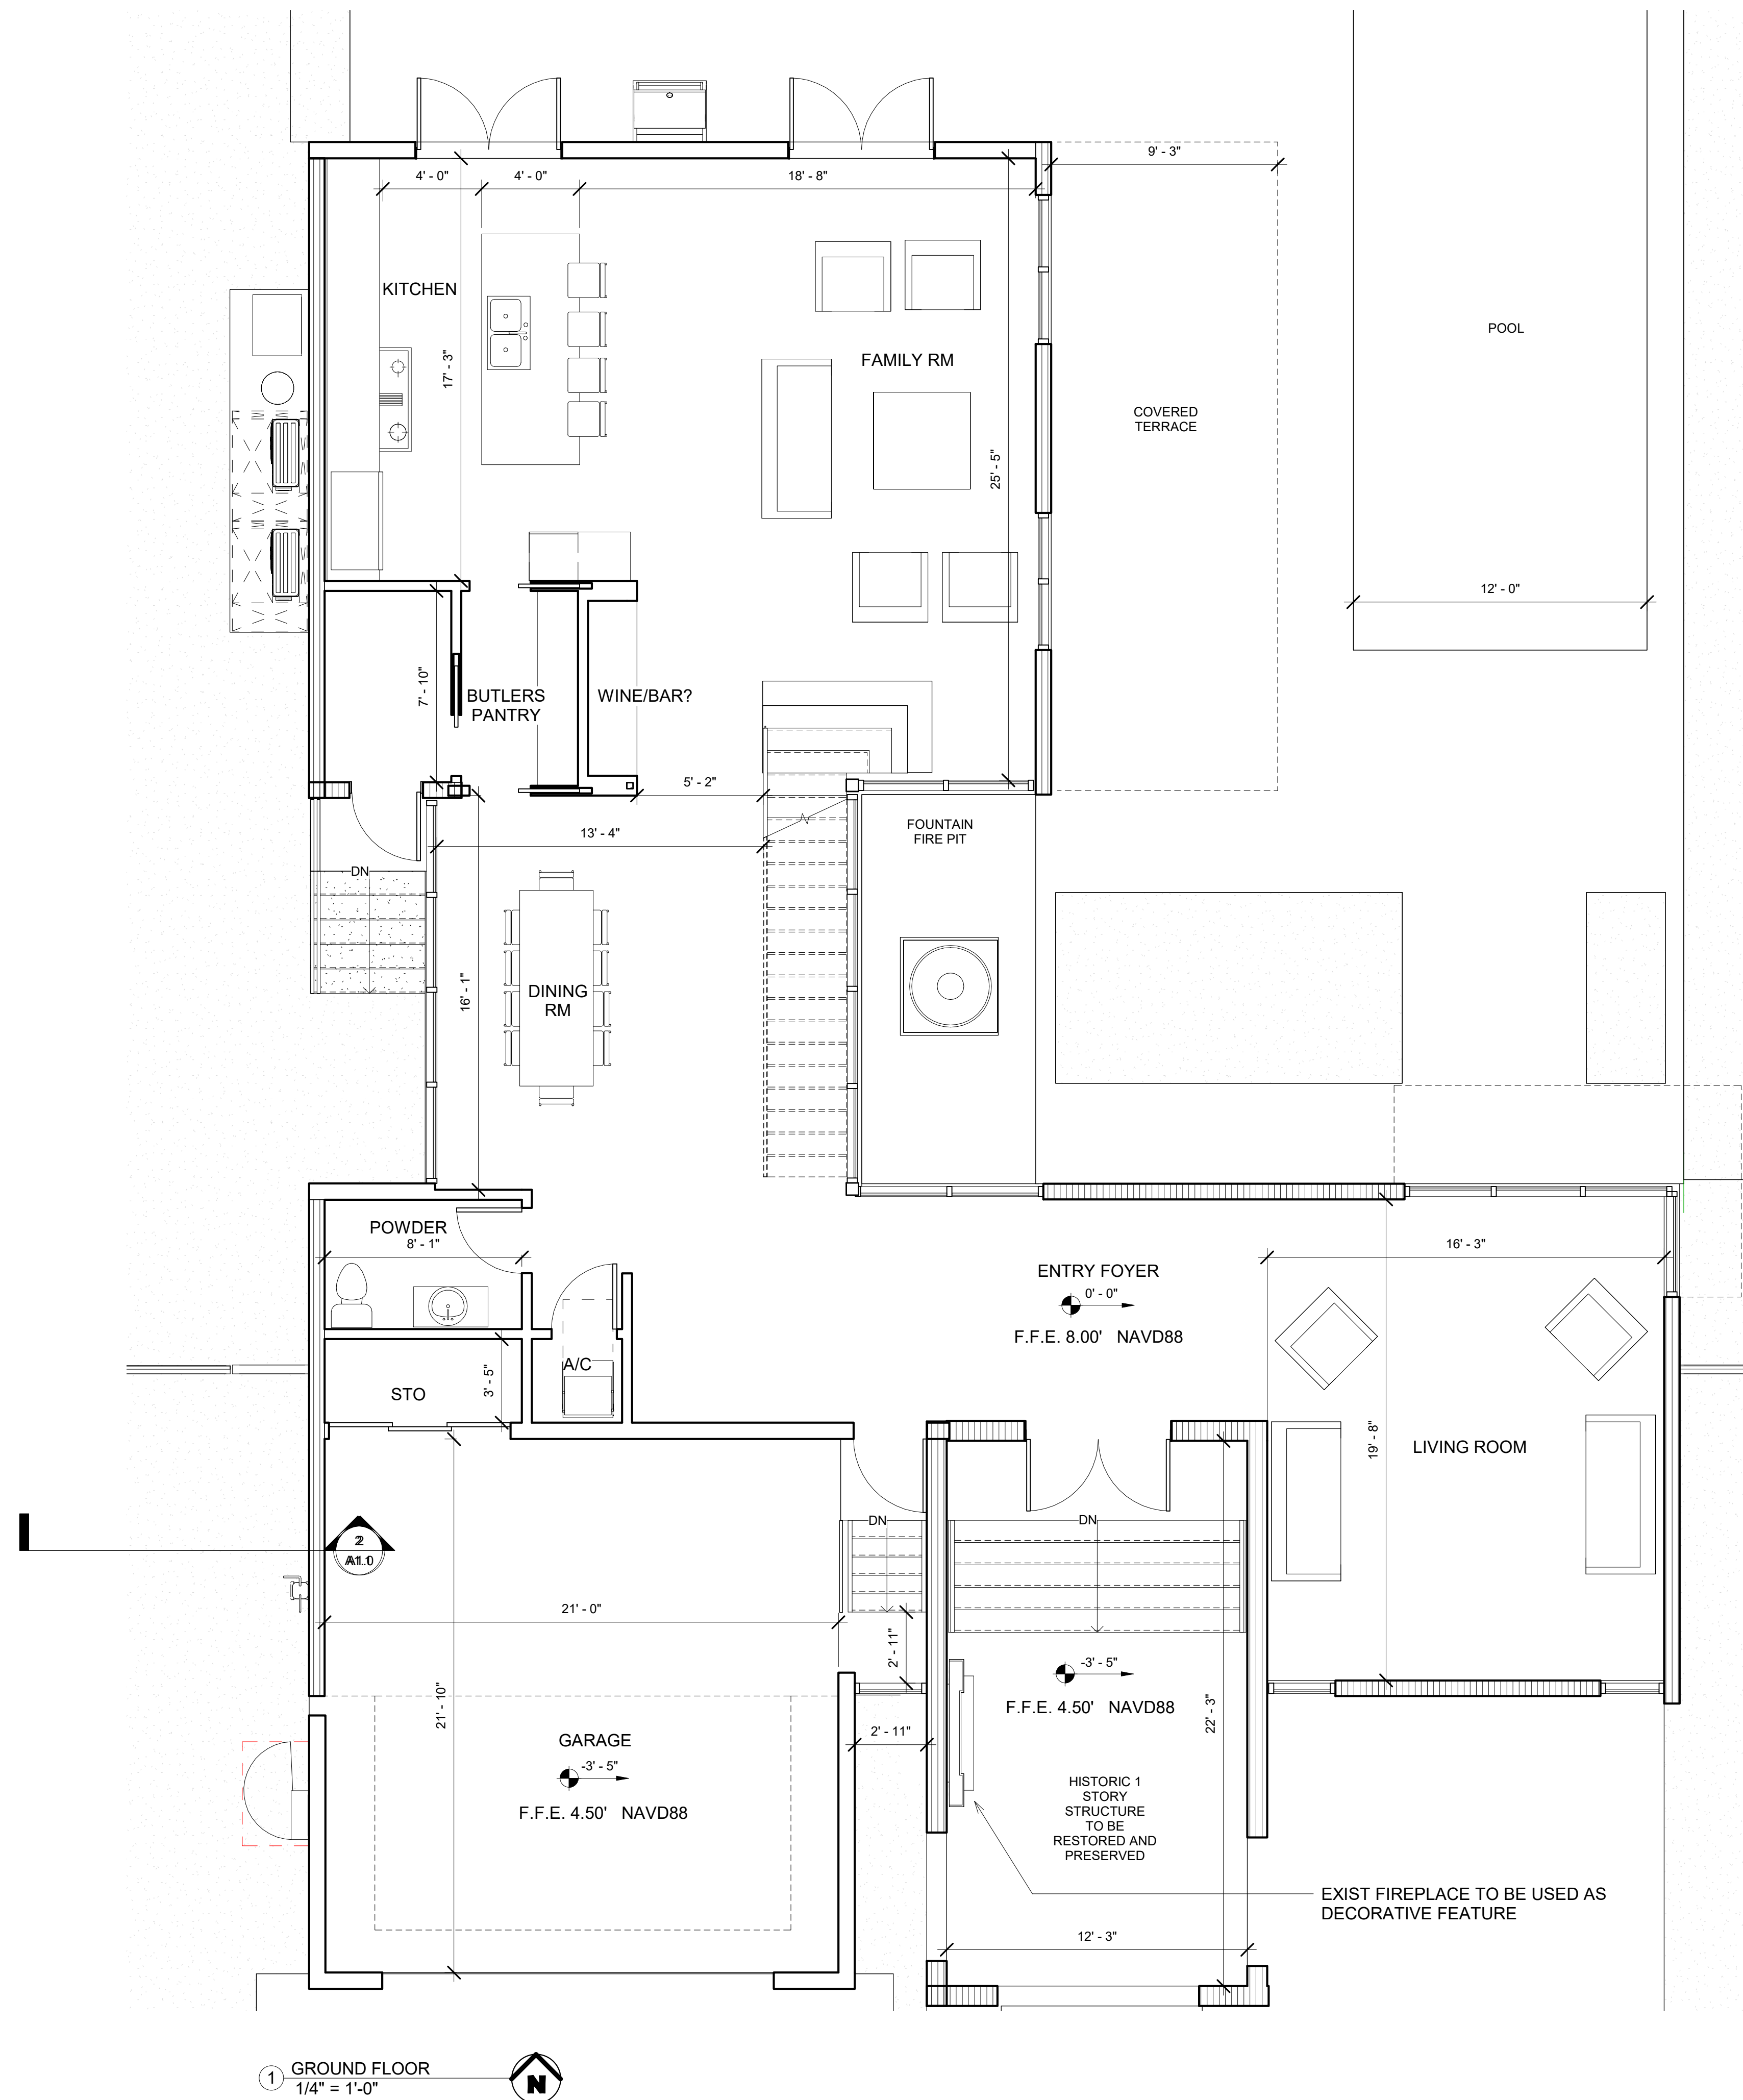 9' - 3"
4' - 0"
4' - 0"
18' - 8"
KITCHEN
17' - 3"
FAMILY RM
POOL
COVERED
TERRACE
25' - 5"
12' - 0"
7' - 10"
BUTLERS
PANTRY
WINE/BAR?
5' - 2"
13' - 4"
FOUNTAIN
FIRE PIT
DN
16' - 1"
DINING
RM
POWDER
8' - 1"
16' - 3"
ENTRY FOYER
0' - 0"
F.F.E. 8.00' NAVD88
A/C
3' - 5"
STO
19' - 8"
LIVING ROOM
DN
DN
2
A1.0
21' - 0"
2' - 11"
-3' - 5"
F.F.E. 4.50' NAVD88
22' - 3"
21' - 10"
2' - 11"
GARAGE
-3' - 5"
F.F.E. 4.50' NAVD88
HISTORIC 1
STORY
STRUCTURE
TO BE
RESTORED AND
PRESERVED
EXIST FIREPLACE TO BE USED AS
DECORATIVE FEATURE
12' - 3"
1
GROUND FLOOR
1/4" = 1'-0"
N